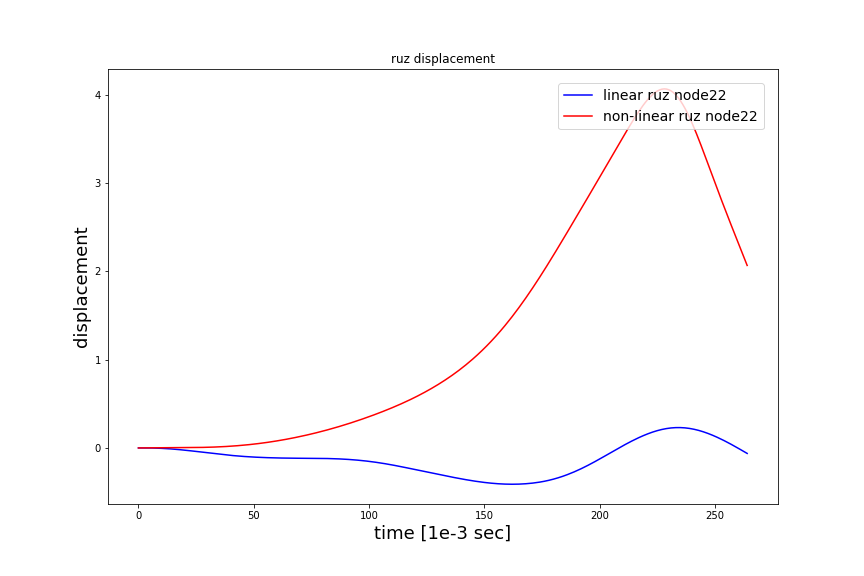 ruz displacement
linear ruz node22
non-linear ruz node22
displacement
4
3
2
1
0
0 50 100 150 200 250
time [1e-3 sec]